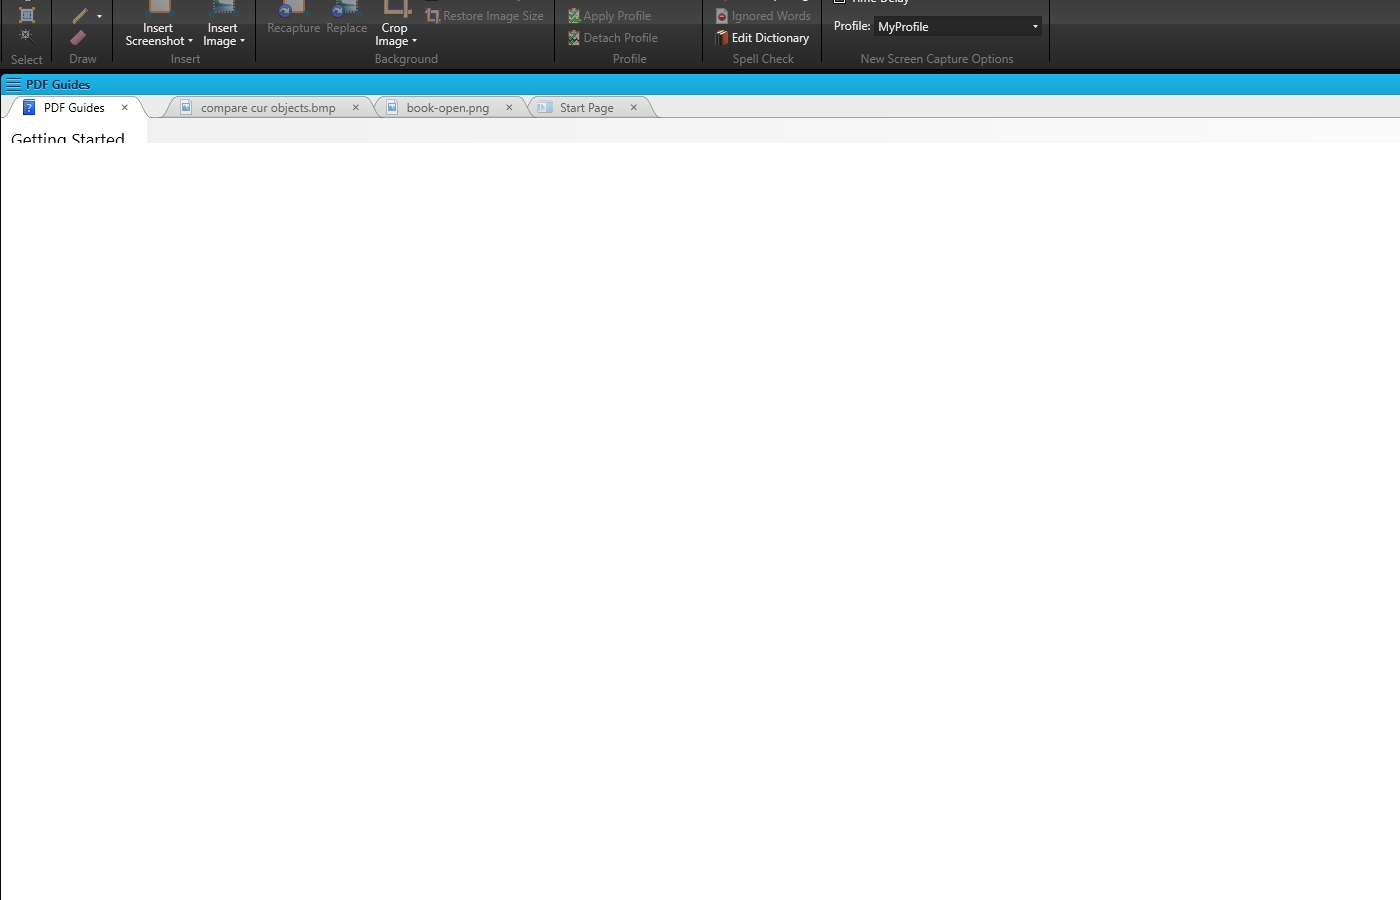 Restore Image Size
Apply Profile
Ignored Words
Insert Screenshot
Insert Image
Recapture
Replace
Crop Image
Detach Profile
Edit Dictionary
Profile:
MyProfile
Select
Draw
Insert
Background
Profile
Spell Check
New Screen Capture Options
PDF Guides
PDF Guides
compare cur objects.bmp
book-open.png
Start Page
Getting Started